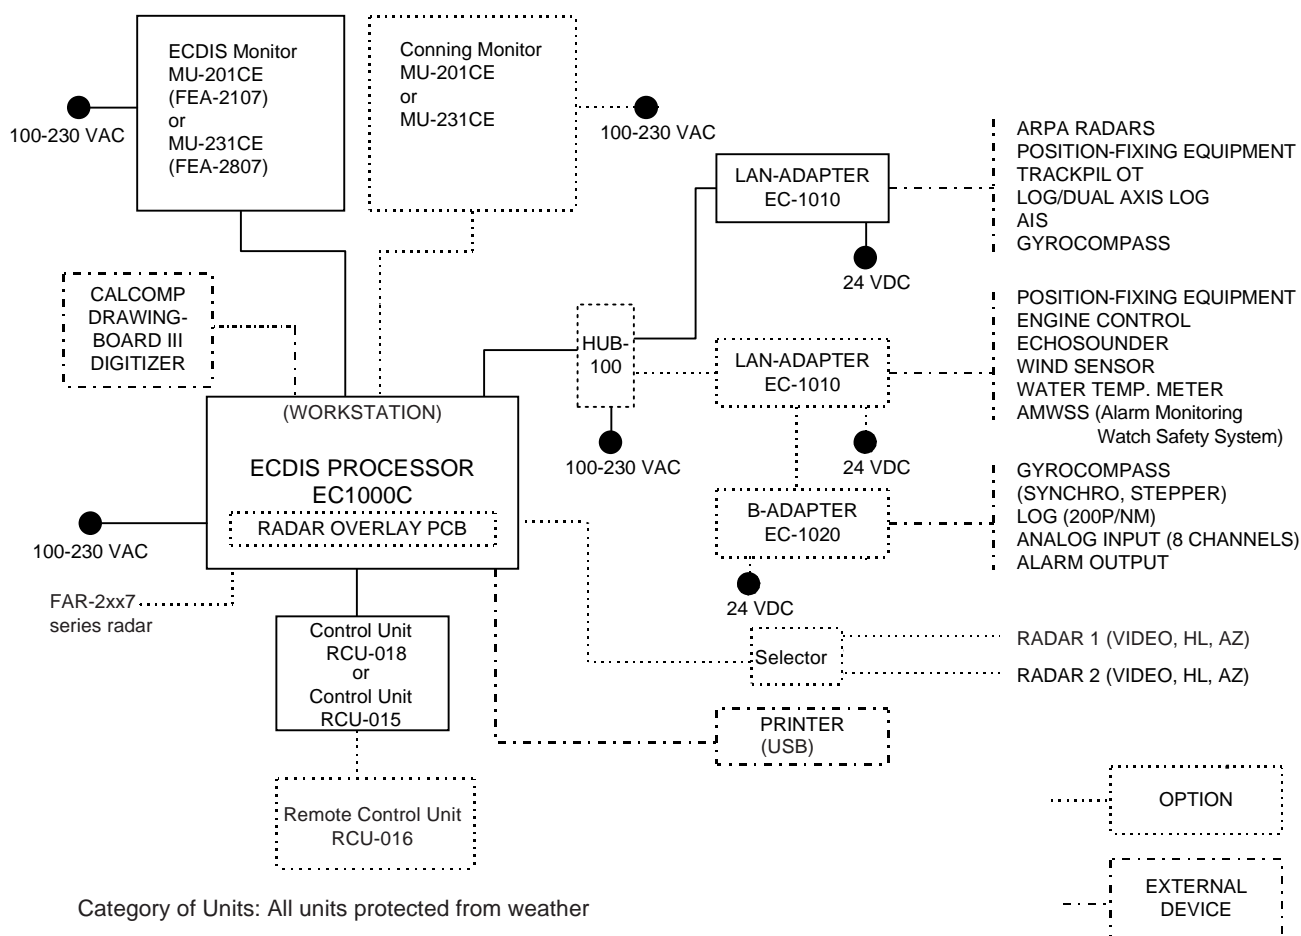 ECDIS Monitor
MU-201CE
(FEA-2107)
or
MU-231CE
(FEA-2807)
100-230 VAC
Conning Monitor
MU-201CE
or
MU-231CE
100-230 VAC
LAN-ADAPTER
EC-1010
24 VDC
ARPA RADARS
POSITION-FIXING EQUIPMENT
TRACKPIL OT
LOG/DUAL AXIS LOG
AIS
GYROCOMPASS
CALCOMP
DRAWING-
BOARD III
DIGITIZER
HUB-
100
100-230 VAC
LAN-ADAPTER
EC-1010
24 VDC
POSITION-FIXING EQUIPMENT
ENGINE CONTROL
ECHOSOUNDER
WIND SENSOR
WATER TEMP. METER
AMWSS (Alarm Monitoring
Watch Safety System)
(WORKSTATION)
ECDIS PROCESSOR
EC1000C
RADAR OVERLAY PCB
100-230 VAC
B-ADAPTER
EC-1020
24 VDC
GYROCOMPASS
(SYNCHRO, STEPPER)
LOG (200P/NM)
ANALOG INPUT (8 CHANNELS)
ALARM OUTPUT
FAR-2xx7
series radar
Control Unit
RCU-018
or
Control Unit
RCU-015
Selector
RADAR 1 (VIDEO, HL, AZ)
RADAR 2 (VIDEO, HL, AZ)
PRINTER
(USB)
Remote Control Unit
RCU-016
OPTION
EXTERNAL
DEVICE
Category of Units: All units protected from weather